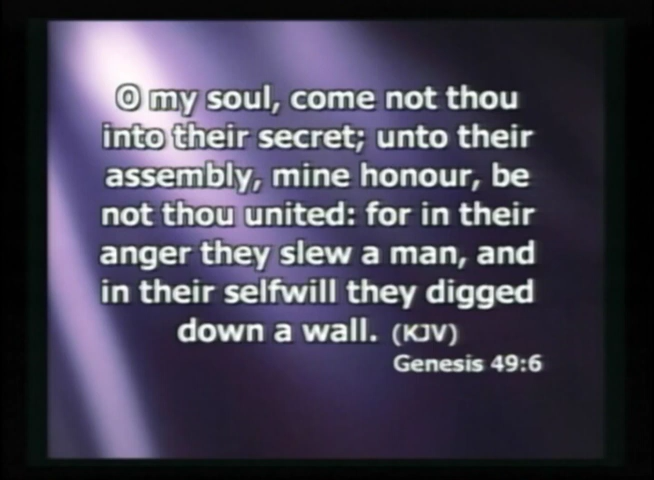 O my soul, come not thou
into their secret; unto their
assembly, mine honour, be
not thou united: for in their
anger they slew a man, and
in their selfwill they digged
down a wall. (KJV)
Genesis 49:6